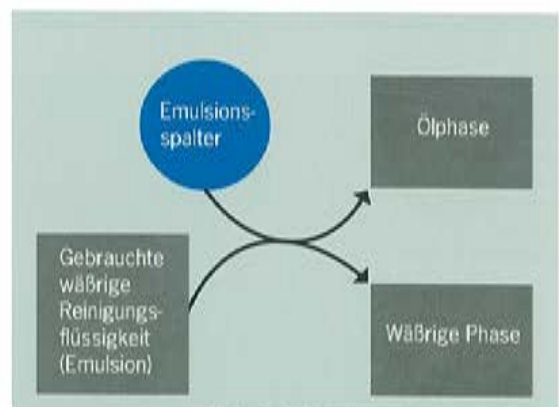 Emulsions-
spalter
Ölphase
Gebrauchte
wäßrige
Reinigungs-
flüssigkeit
(Emulsion)
Wäßrige Phase